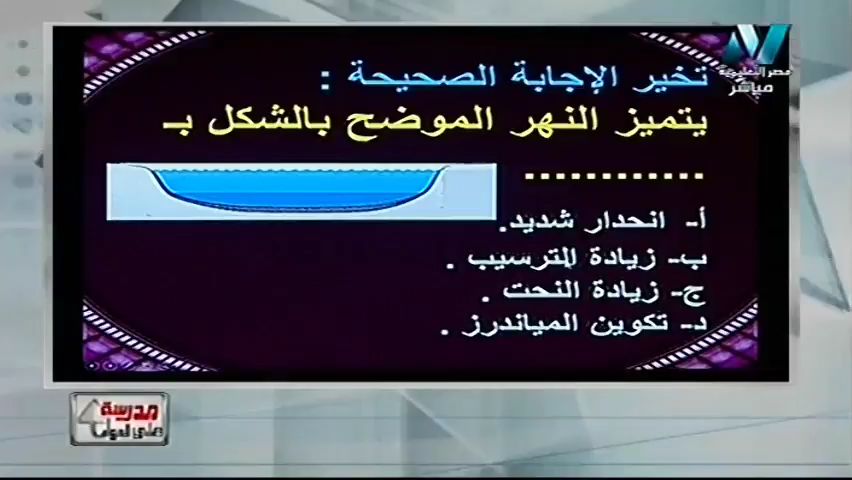 مصر التعليمية
مباشر
تخير الإجابة الصحيحة :
يتميز النهر الموضح بالشكل بـ
............
أ- انحدار شديد.
ب- زيادة الترسيب .
ج- زيادة النحت .
د- تكوين المياندرز .
مدرسة
على الهواء